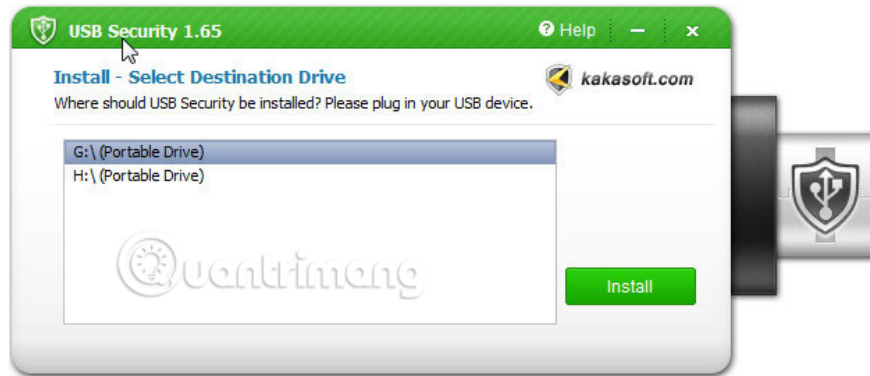 USB Security 1.65
Help
Install - Select Destination Drive
kakasoft.com
Where should USB Security be installed? Please plug in your USB device.
G:\ (Portable Drive)
H:\ (Portable Drive)
Quantrimang
Install